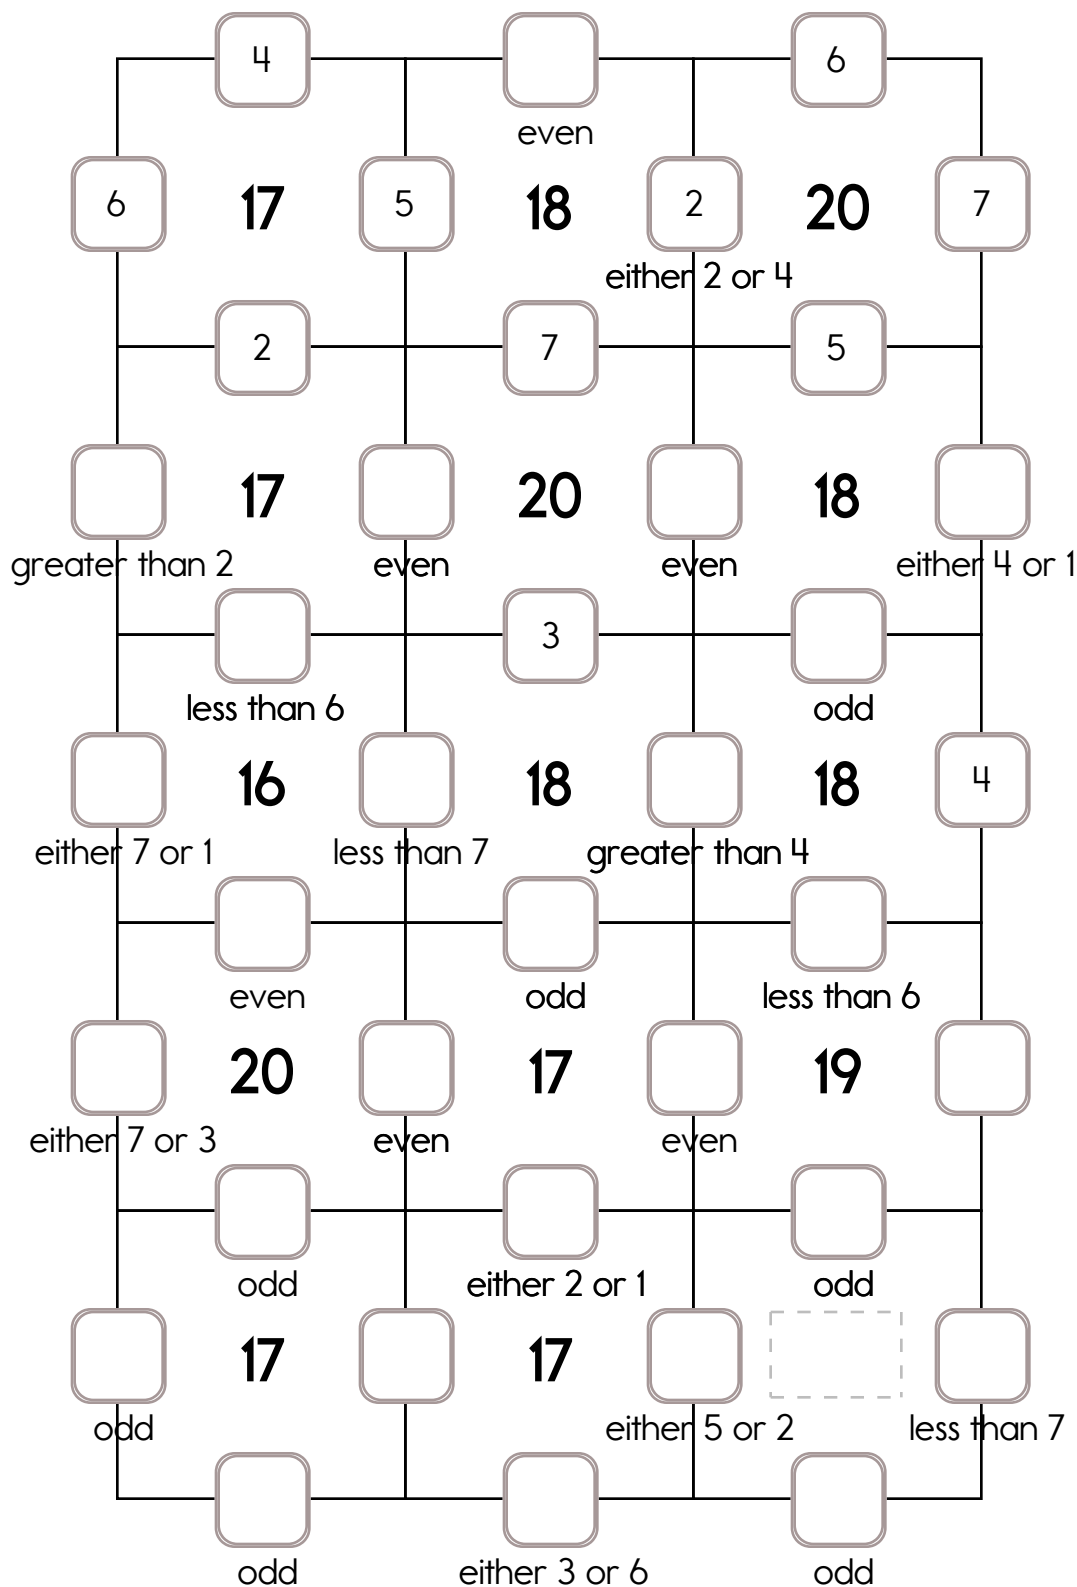 4 6
even
6 17 5 18 2 20 7
either 2 or 4
2 7 5
17 20 18
greater than 2 even even either 4 or 1
3
less than 6 odd
16 18 18 4
either 7 or 1 less than 7 greater than 4
even odd less than 6
20 17 19
either 7 or 3 even even
odd either 2 or 1 odd
17 17
odd either 5 or 2 less than 7
odd either 3 or 6 odd